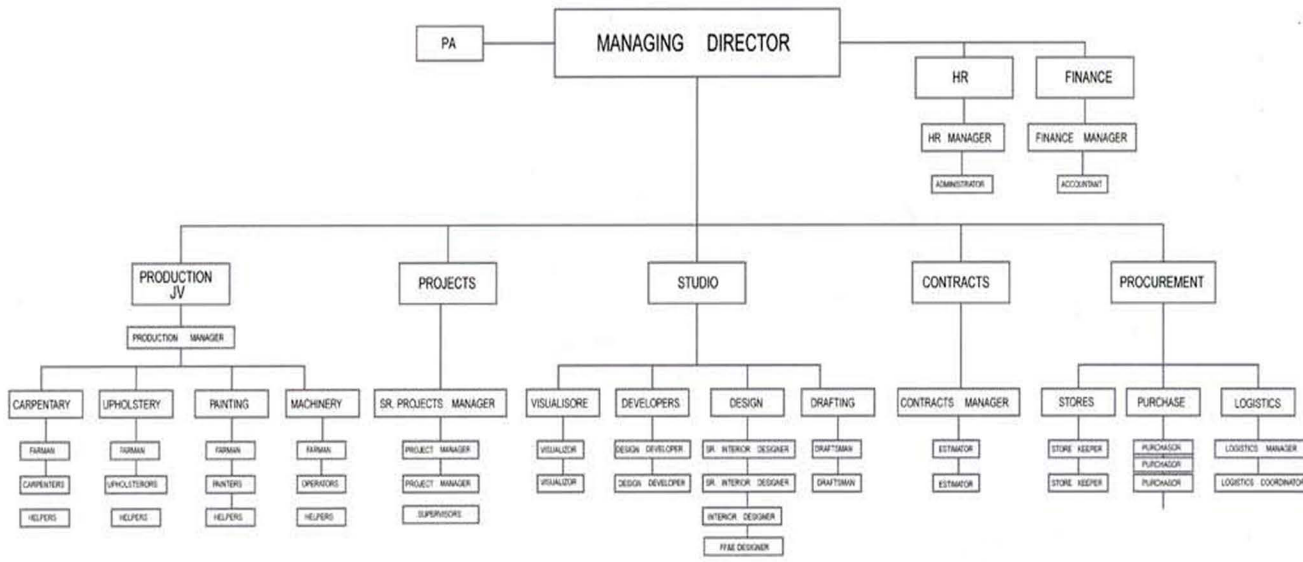 PA
MANAGING DIRECTOR
HR
FINANCE
HR MANAGER
FINANCE MANAGER
ADMINISTRATOR
ACCOUNTANT
PRODUCTION
JV
PROJECTS
STUDIO
CONTRACTS
PROCUREMENT
PRODUCTION MANAGER
CARPENTARY
UPHOLSTERY
PAINTING
MACHINERY
SR. PROJECTS MANAGER
VISUALISORE
DEVELOPERS
DESIGN
DRAFTING
CONTRACTS MANAGER
STORES
PURCHASE
LOGISTICS
FARMAN
FARMAN
FARMAN
FARMAN
PROJECT MANAGER
VISUALIZOR
DESIGN DEVELOPER
SR. INTERIOR DESIGNER
DRAFTSMAN
ESTIMATOR
STORE KEEPER
PURCHASOR
LOGISTICS MANAGER
PURCHASOR
CARPENTERS
UPHOLSTERORS
PAINTERS
OPERATORS
PROJECT MANAGER
VISUALIZOR
DESIGN DEVELOPER
SR. INTERIOR DESIGNER
DRAFTSMAN
ESTIMATOR
STORE KEEPER
PURCHASOR
LOGISTICS COORDINATOR
HELPERS
HELPERS
HELPERS
HELPERS
SUPERVISORS
INTERIOR DESIGNER
FF&E DESIGNER